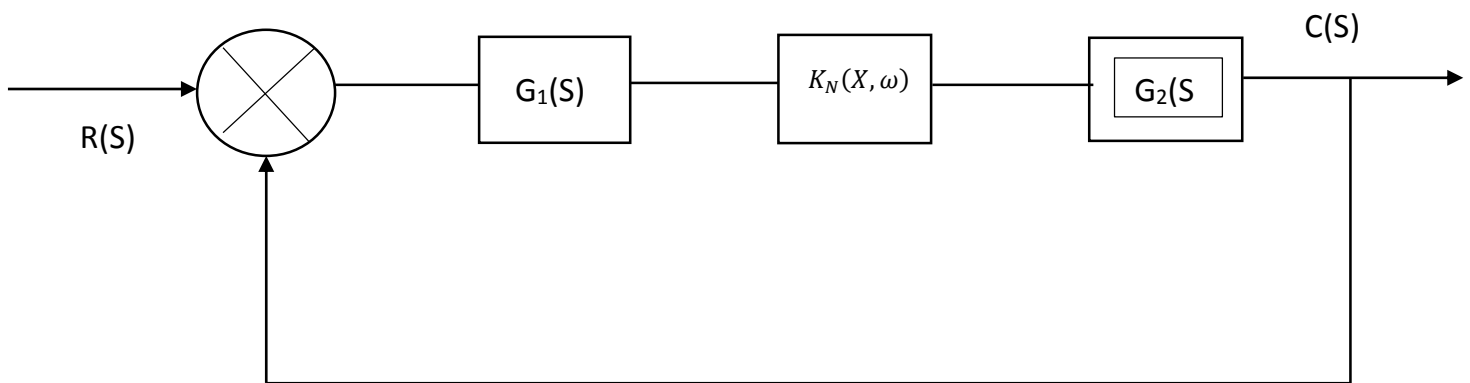 C(S)
R(S)
G₁(S)
K_N(X, ω)
G₂(S